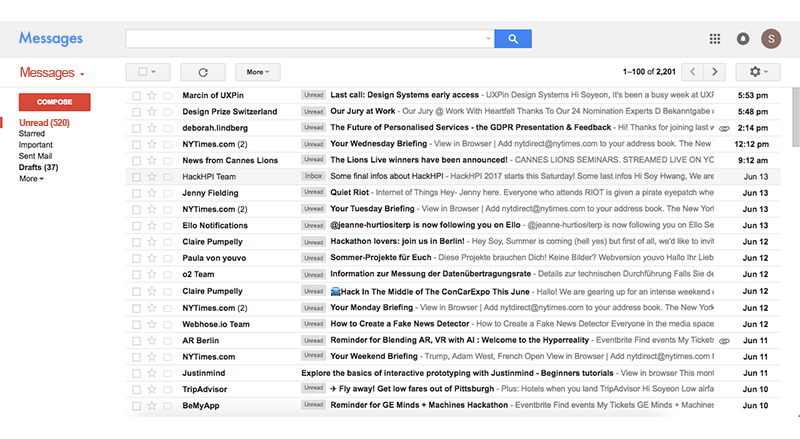 Messages
S
Messages
More
1–100 of 2,201
COMPOSE
Unread (520)
Starred
Important
Sent Mail
Drafts (37)
More
Marcin of UXPin Unread Last call: Design Systems early access - UXPin Design Systems Hi Soyeon, It's been a busy week at UXP 5:53 pm
Design Prize Switzerland Unread Our Jury at Work - Our Jury @ Work With Heartfelt Thanks To Our 24 Nomination Experts D Bekanntgabe 5:48 pm
deborah.lindberg Unread The Future of Personalised Services - the GDPR Presentation & Feedback - Hi! Thanks for joining last w 2:14 pm
NYTimes.com (2) Unread Your Wednesday Briefing - View in Browser | Add nytdirect@nytimes.com to your address book. The New 12:12 pm
News from Cannes Lions Unread The Lions Live winners have been announced! - CANNES LIONS SEMINARS. STREAMED LIVE ON YO 9:12 am
HackHPI Team Inbox Some final infos about HackHPI - HackHPI 2017 starts this Saturday! Some last infos Hi Soy Hwang, We are Jun 13
Jenny Fielding Unread Quiet Riot - Internet of Things Hey- Jenny here. Everyone who attends RIOT is given a pirate eyepatch whe Jun 13
NYTimes.com (2) Unread Your Tuesday Briefing - View in Browser | Add nytdirect@nytimes.com to your address book. The New York Jun 13
Ello Notifications Unread @jeanne-hurtiositerp is now following you on Ello - @jeanne-hurtiositerp is now following you on Ello Sen Jun 13
Claire Pumpelly Unread Hackathon lovers: join us in Berlin! - Hey Soy, Summer is coming (hell yes) but first of all, we'd like to invit Jun 12
Paula von youvo Unread Sommer-Projekte für Euch - Diese Projekte brauchen Dich! Keine Bilder? Webversion youvo Hallo Ihr Lieb Jun 12
o2 Team Unread Information zur Messung der Datenübertragungsrate - Details zur technischen Durchführung Falls Sie de Jun 12
Claire Pumpelly Unread Hack In The Middle of The ConCarExpo This June - Hallo! We are gearing up for an intense weekend Jun 12
NYTimes.com (2) Unread Your Monday Briefing - View in Browser | Add nytdirect@nytimes.com to your address book. The New York Jun 12
Webhose.io Team Unread How to Create a Fake News Detector - How to Create a Fake News Detector Everyone in the media space Jun 12
AR Berlin Unread Reminder for Blending AR, VR with AI : Welcome to the Hyperreality - Eventbrite Find events My Tickets Jun 11
NYTimes.com Unread Your Weekend Briefing - Trump, Adam West, French Open View in Browser | Add nytdirect@nytimes.com Jun 11
Justinmind Explore the basics of interactive prototyping with Justinmind - Beginners tutorials - view in browser This mon Jun 11
TripAdvisor Unread ✈ Fly away! Get low fares out of Pittsburgh - Plus: Hotels when you land TripAdvisor Hi Soyeon Low airfa Jun 10
BeMyApp Unread Reminder for GE Minds + Machines Hackathon - Eventbrite Find events My Tickets GE Minds + Machines Jun 10